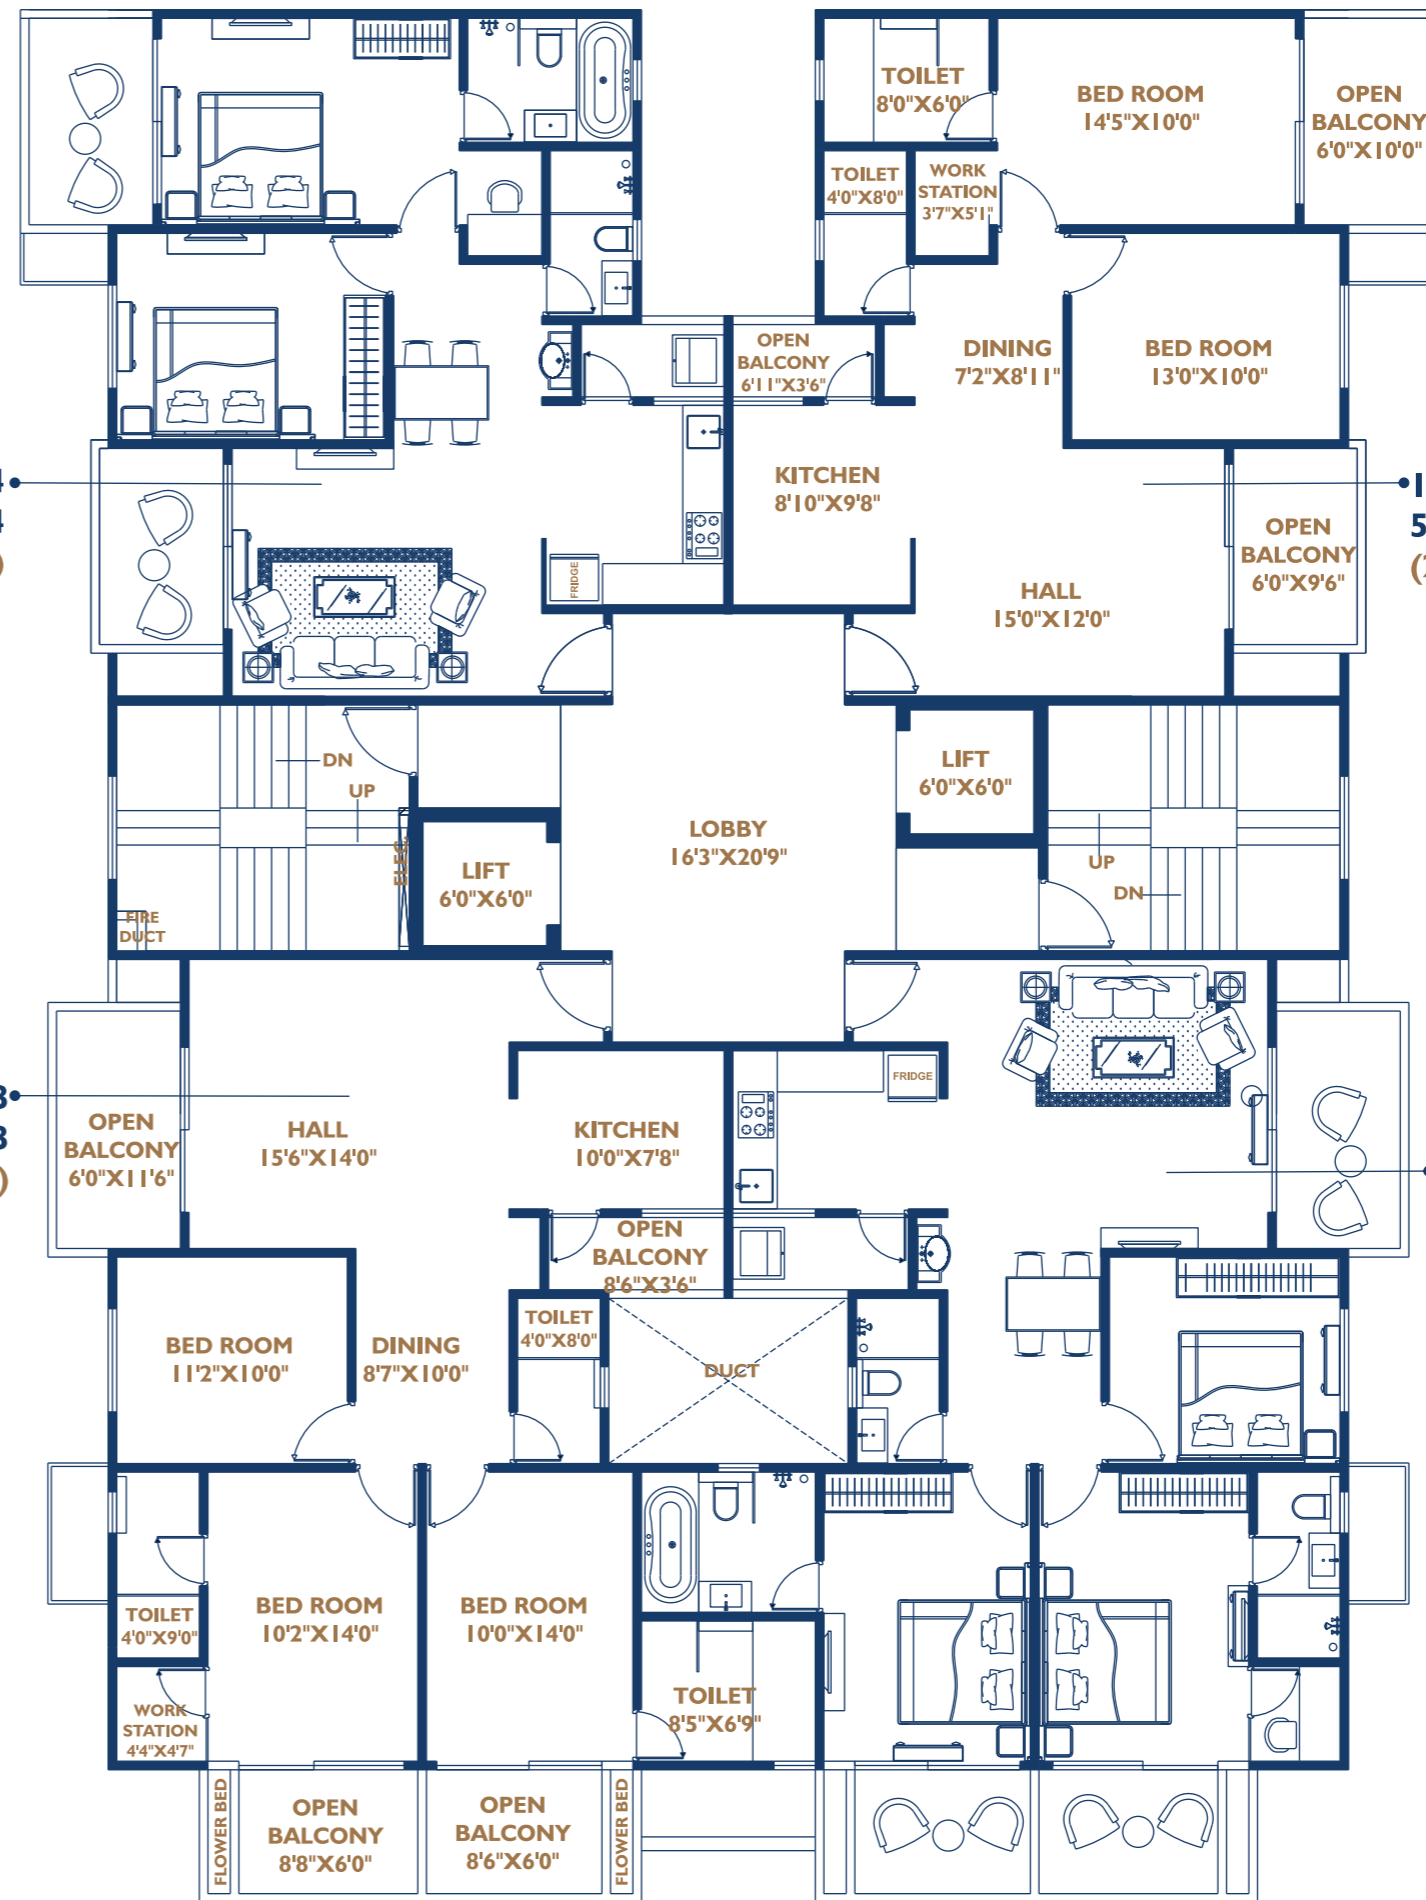 TOILET
8'0"X6'0"
BED ROOM
14'5"X10'0"
OPEN
BALCONY
6'0"X10'0"
TOILET
4'0"X8'0"
WORK
STATION
3'7"X5'1"
OPEN
BALCONY
6'11"X3'6"
DINING
7'2"X8'11"
BED ROOM
13'0"X10'0"
KITCHEN
8'10"X9'8"
OPEN
BALCONY
6'0"X9'6"
FRIDGE
HALL
15'0"X12'0"
4
4
)
1
5
(2
DN
UP
ELEC.
FIRE
DUCT
LIFT
6'0"X6'0"
LOBBY
16'3"X20'9"
LIFT
6'0"X6'0"
UP
DN
3
3
)
OPEN
BALCONY
6'0"X11'6"
HALL
15'6"X14'0"
KITCHEN
10'0"X7'8"
FRIDGE
OPEN
BALCONY
8'6"X3'6"
BED ROOM
11'2"X10'0"
DINING
8'7"X10'0"
TOILET
4'0"X8'0"
DUCT
TOILET
4'0"X9'0"
BED ROOM
10'2"X14'0"
BED ROOM
10'0"X14'0"
WORK
STATION
4'4"X4'7"
TOILET
8'5"X6'9"
FLOWER BED
OPEN
BALCONY
8'8"X6'0"
OPEN
BALCONY
8'6"X6'0"
FLOWER BED